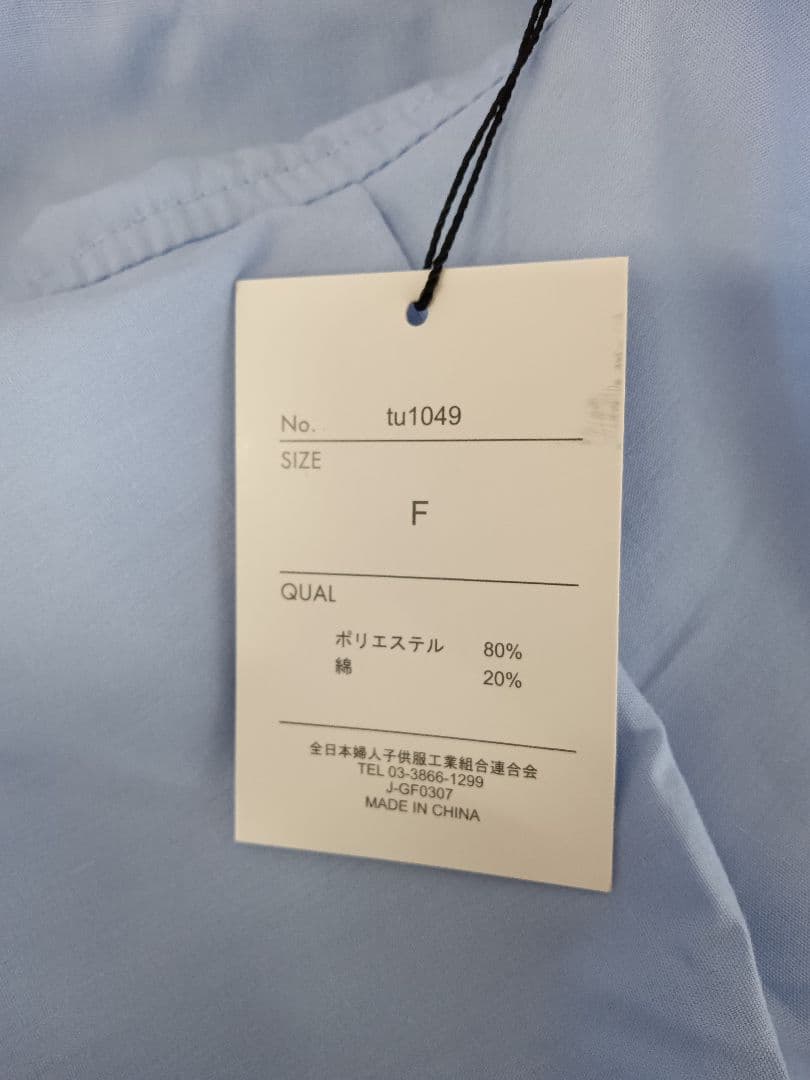 No. tu1049
SIZE
F
QUAL
ポリエステル 80%
綿 20%
全日本婦人子供服工業組合連合会
TEL 03-3866-1299
J-GF0307
MADE IN CHINA